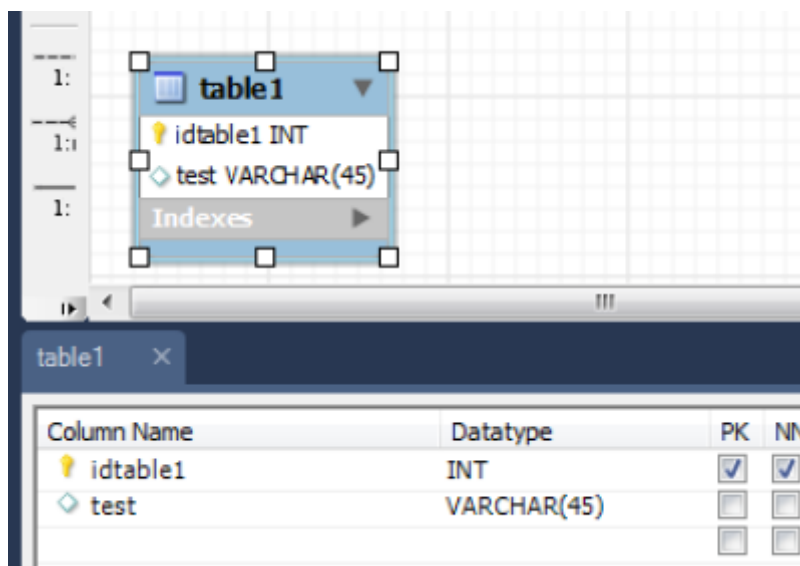 1:
table1
1:
idtable1 INT
test VARCHAR(45)
1:
Indexes
table1
Column Name Datatype PK NN
idtable1 INT
test VARCHAR(45)